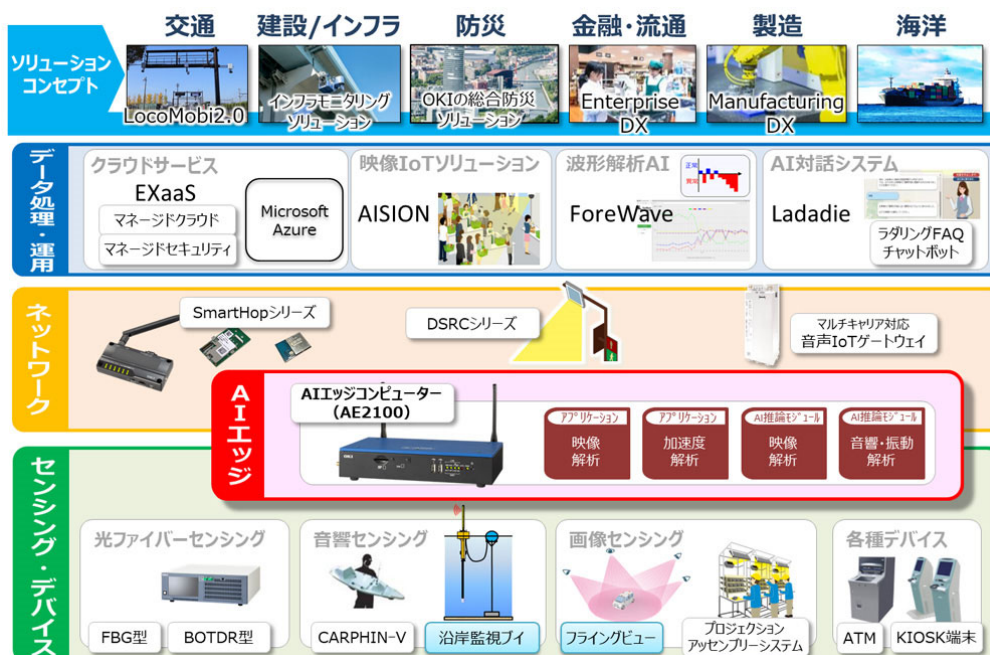 ソリューション
コンセプト
交通
LocoMobi2.0
建設/インフラ
インフラモニタリング
ソリューション
防災
OKIの総合防災
ソリューション
金融・流通
Enterprise
DX
製造
Manufacturing
DX
海洋
データ処理・運用
クラウドサービス
EXaaS
マネージドクラウド
マネージドセキュリティ
Microsoft
Azure
映像IoTソリューション
AISION
波形解析AI
正常
異常
ForeWave
AI対話システム
Ladadie
ラダリングFAQ
チャットボット
ネットワーク
SmartHopシリーズ
DSRCシリーズ
マルチキャリア対応
音声IoTゲートウェイ
AIエッジ
AIエッジコンピューター
（AE2100）
アプリケーション
映像
解析
アプリケーション
加速度
解析
AI推論モジュール
映像
解析
AI推論モジュール
音響・振動
解析
センシング・デバイス
光ファイバーセンシング
FBG型
BOTDR型
音響センシング
CARPHIN-V
沿岸監視ブイ
画像センシング
フライングビュー
プロジェクション
アッセンブリーシステム
各種デバイス
ATM
KIOSK端末